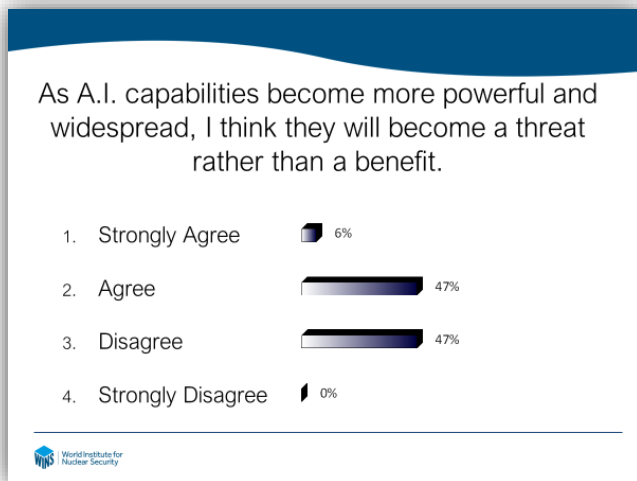 As A.I. capabilities become more powerful and
widespread, I think they will become a threat
rather than a benefit.
1. Strongly Agree 6%
2. Agree 47%
3. Disagree 47%
4. Strongly Disagree 0%
WINS World Institute for
Nuclear Security